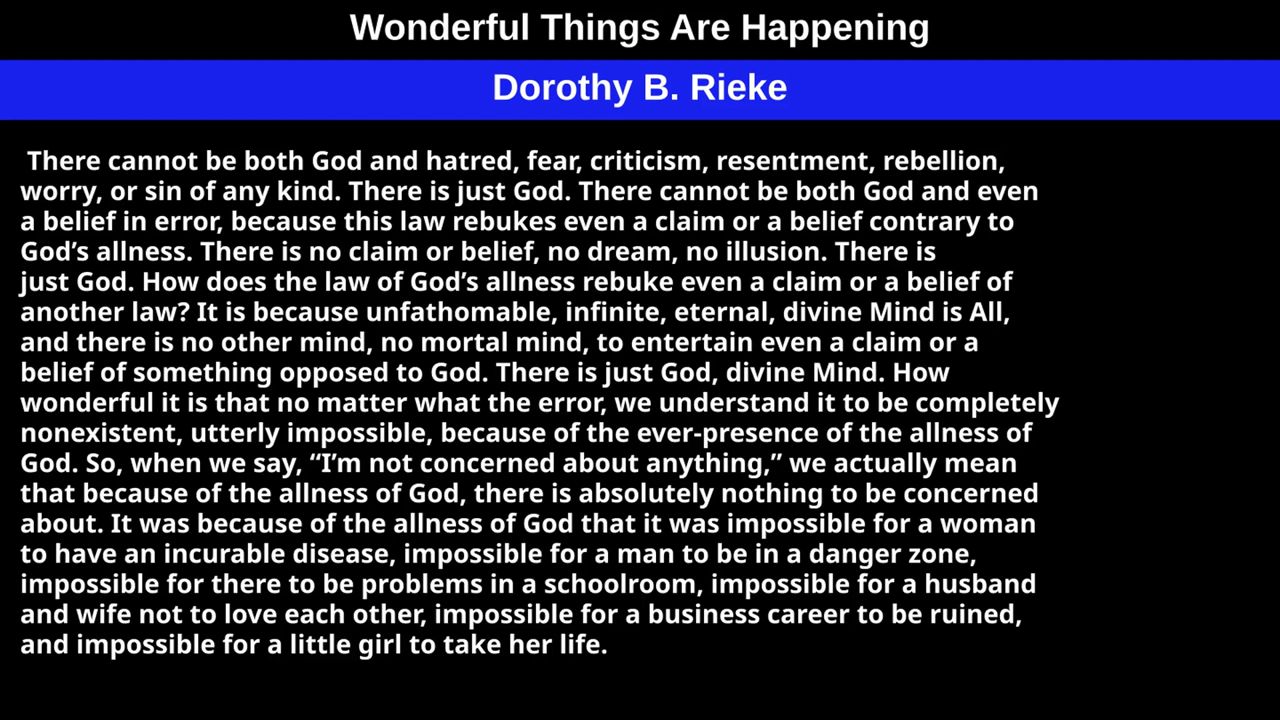 Wonderful Things Are Happening
Dorothy B. Rieke
There cannot be both God and hatred, fear, criticism, resentment, rebellion,
worry, or sin of any kind. There is just God. There cannot be both God and even
a belief in error, because this law rebukes even a claim or a belief contrary to
God’s allness. There is no claim or belief, no dream, no illusion. There is
just God. How does the law of God’s allness rebuke even a claim or a belief of
another law? It is because unfathomable, infinite, eternal, divine Mind is All,
and there is no other mind, no mortal mind, to entertain even a claim or a
belief of something opposed to God. There is just God, divine Mind. How
wonderful it is that no matter what the error, we understand it to be completely
nonexistent, utterly impossible, because of the ever-presence of the allness of
God. So, when we say, “I’m not concerned about anything,” we actually mean
that because of the allness of God, there is absolutely nothing to be concerned
about. It was because of the allness of God that it was impossible for a woman
to have an incurable disease, impossible for a man to be in a danger zone,
impossible for there to be problems in a schoolroom, impossible for a husband
and wife not to love each other, impossible for a business career to be ruined,
and impossible for a little girl to take her life.